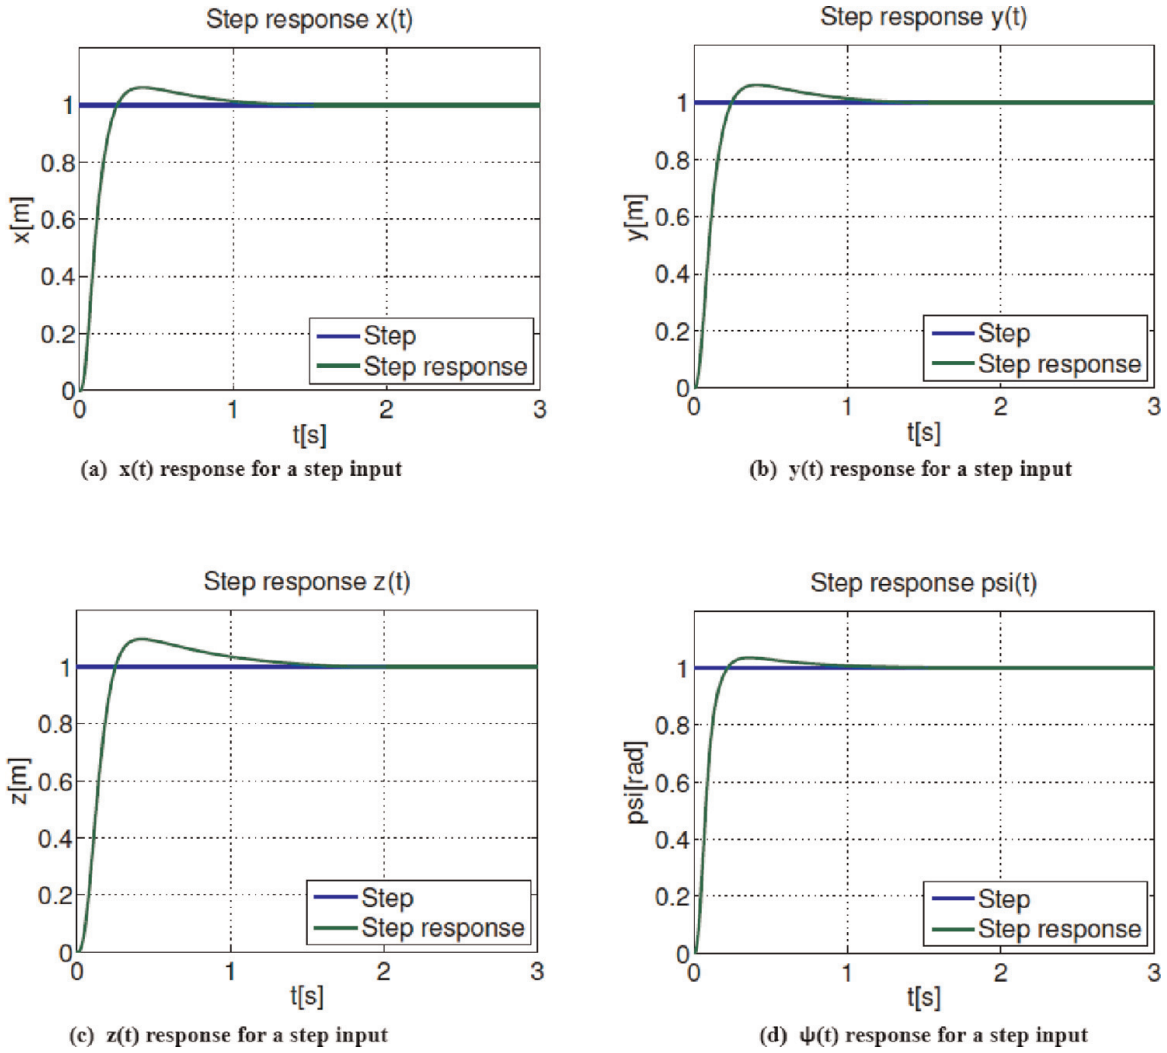 Step response x(t)
x[m]
1
0.8
0.6
0.4
0.2
0
0 1 2 3
t[s]
Step
Step response
(a) x(t) response for a step input
Step response y(t)
y[m]
1
0.8
0.6
0.4
0.2
0
0 1 2 3
t[s]
Step
Step response
(b) y(t) response for a step input
Step response z(t)
z[m]
1
0.8
0.6
0.4
0.2
0
0 1 2 3
t[s]
Step
Step response
(c) z(t) response for a step input
Step response psi(t)
psi[rad]
1
0.8
0.6
0.4
0.2
0
0 1 2 3
t[s]
Step
Step response
(d) ψ(t) response for a step input